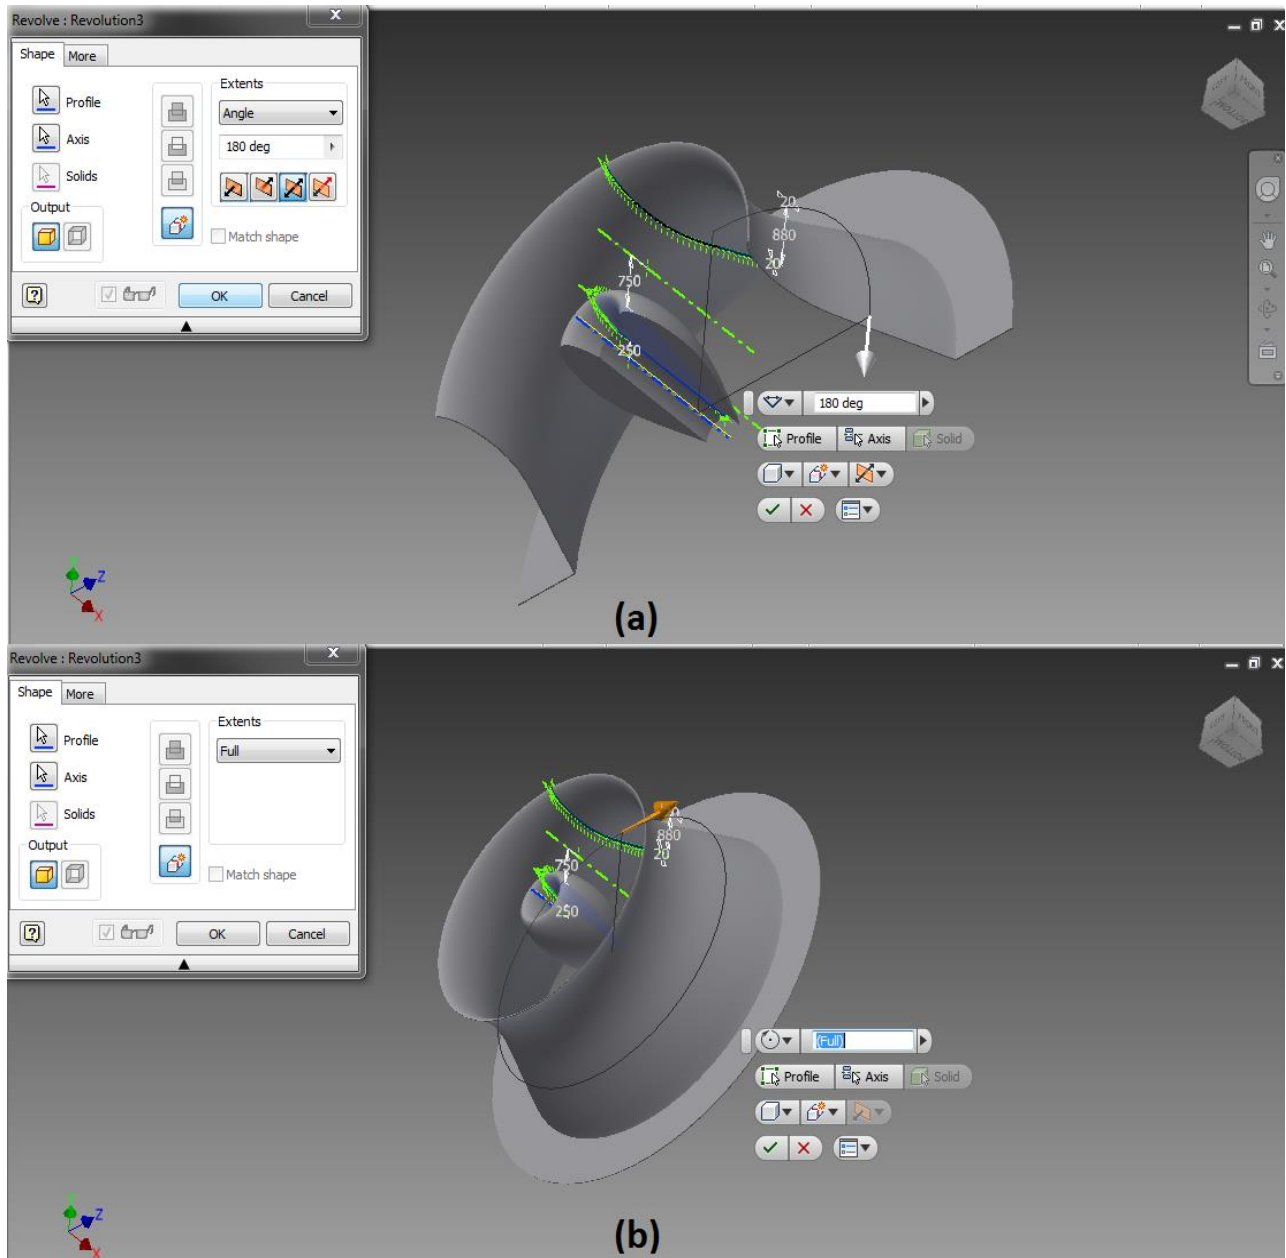 Revolve : Revolution3
Shape More
Profile
Axis
Solids
Output
Extents
Angle
180 deg
Match shape
OK Cancel
20
880
20
750
250
180 deg
Profile Axis Solid
Z
X
(a)
Revolve : Revolution3
Shape More
Profile
Axis
Solids
Output
Extents
Full
Match shape
OK Cancel
880
20
750
250
(Full)
Profile Axis Solid
Z
X
(b)